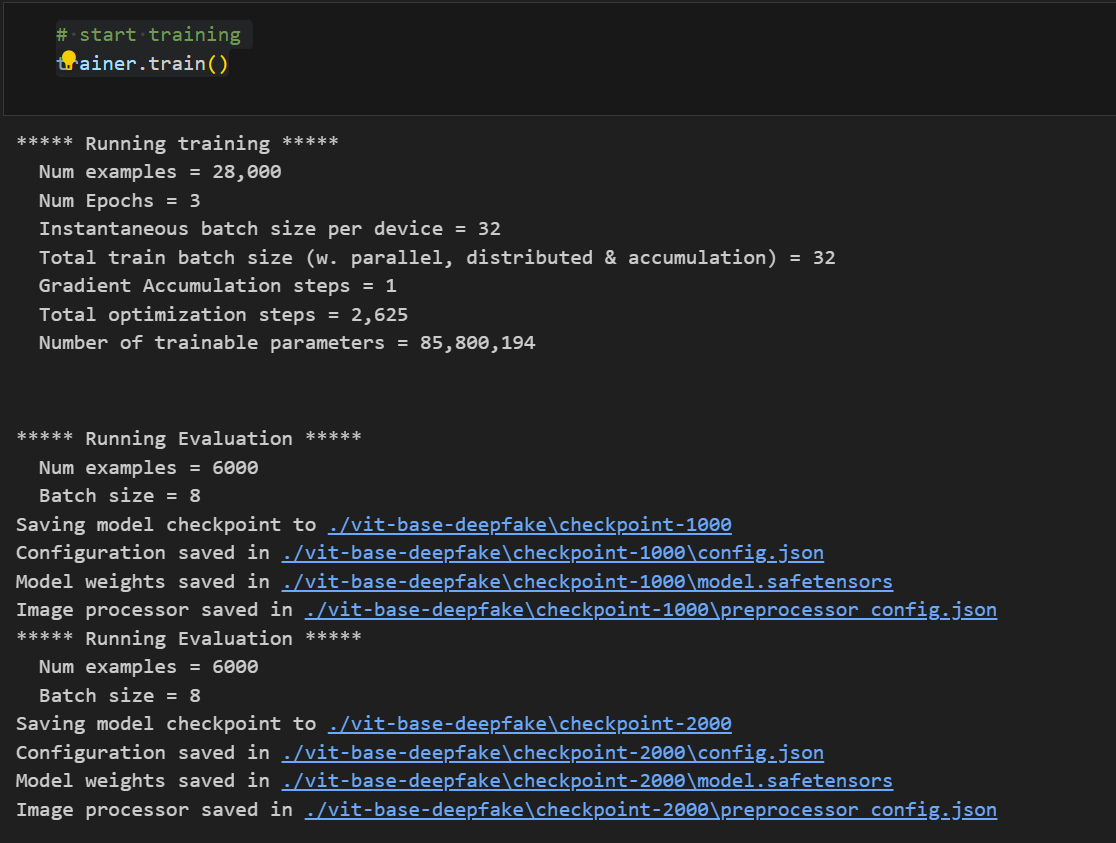 # start training
trainer.train()
***** Running training *****
Num examples = 28,000
Num Epochs = 3
Instantaneous batch size per device = 32
Total train batch size (w. parallel, distributed & accumulation) = 32
Gradient Accumulation steps = 1
Total optimization steps = 2,625
Number of trainable parameters = 85,800,194
***** Running Evaluation *****
Num examples = 6000
Batch size = 8
Saving model checkpoint to ./vit-base-deepfake\checkpoint-1000
Configuration saved in ./vit-base-deepfake\checkpoint-1000\config.json
Model weights saved in ./vit-base-deepfake\checkpoint-1000\model.safetensors
Image processor saved in ./vit-base-deepfake\checkpoint-1000\preprocessor_config.json
***** Running Evaluation *****
Num examples = 6000
Batch size = 8
Saving model checkpoint to ./vit-base-deepfake\checkpoint-2000
Configuration saved in ./vit-base-deepfake\checkpoint-2000\config.json
Model weights saved in ./vit-base-deepfake\checkpoint-2000\model.safetensors
Image processor saved in ./vit-base-deepfake\checkpoint-2000\preprocessor_config.json